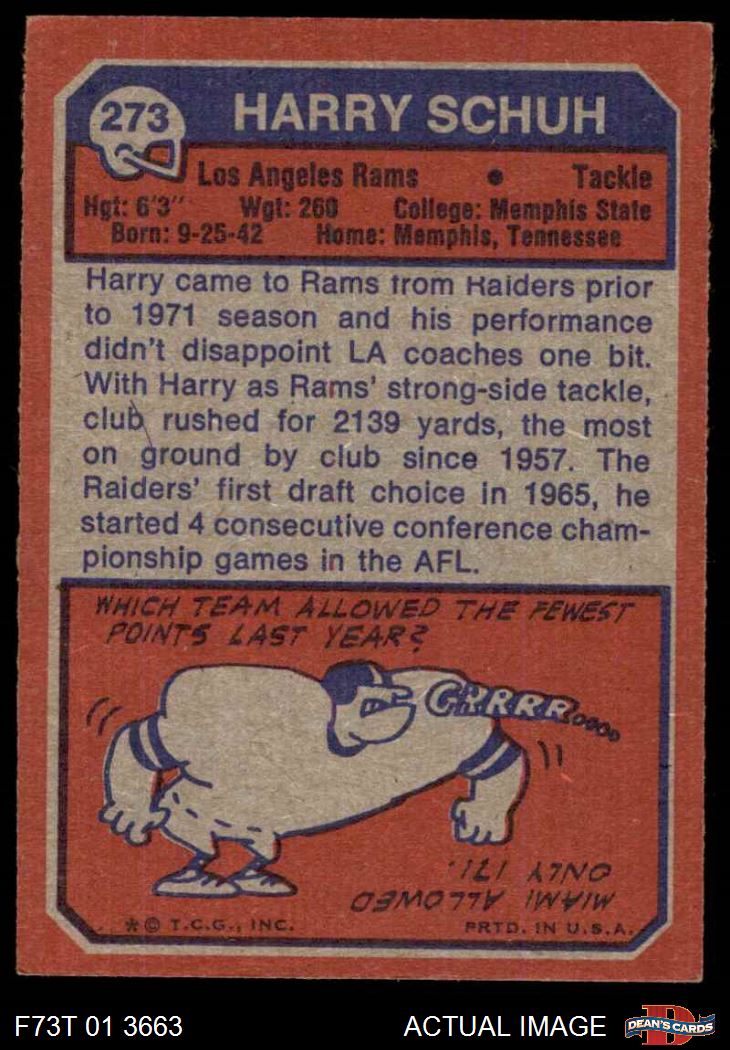 273
HARRY SCHUH
Los Angeles Rams • Tackle
Hgt: 6'3" Wgt: 260 College: Memphis State
Born: 9-25-42 Home: Memphis, Tennessee
Harry came to Rams from Raiders prior
to 1971 season and his performance
didn't disappoint LA coaches one bit.
With Harry as Rams' strong-side tackle,
club rushed for 2139 yards, the most
on ground by club since 1957. The
Raiders' first draft choice in 1965, he
started 4 consecutive conference cham-
pionship games in the AFL.
WHICH TEAM ALLOWED THE FEWEST
POINTS LAST YEAR?
GRRRR....
MIAMI ALLOWED
ONLY 171.
*© T.C.G., INC. PRTD. IN U.S.A.
F73T 01 3663 ACTUAL IMAGE
D
DEAN'S CARDS